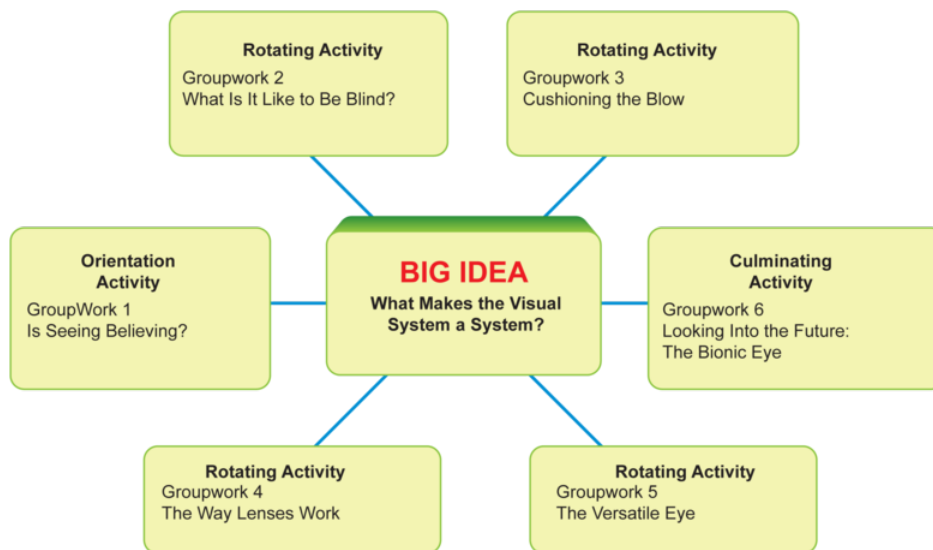 Rotating Activity
Groupwork 2
What Is It Like to Be Blind?
Rotating Activity
Groupwork 3
Cushioning the Blow
Orientation
Activity
GroupWork 1
Is Seeing Believing?
BIG IDEA
What Makes the Visual
System a System?
Culminating
Activity
Groupwork 6
Looking Into the Future:
The Bionic Eye
Rotating Activity
Groupwork 4
The Way Lenses Work
Rotating Activity
Groupwork 5
The Versatile Eye